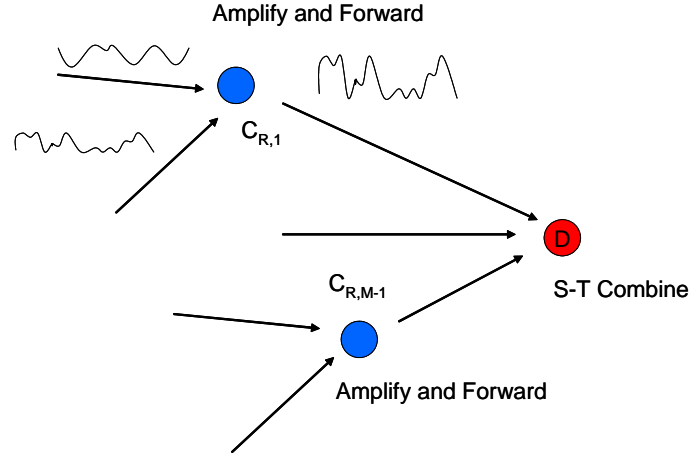 Amplify and Forward
C_{R,1}
D
C_{R,M-1}
S-T Combine
Amplify and Forward